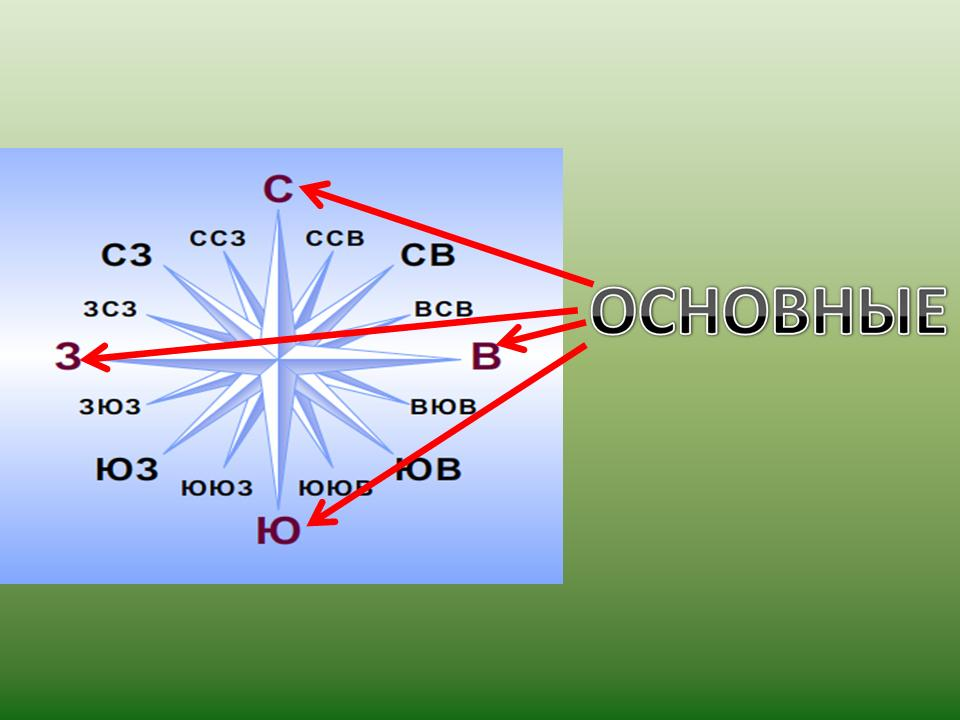 С
ССЗ ССВ
СЗ СВ
ЗСЗ ВСВ
ОСНОВНЫЕ
З В
ЗЮЗ ВЮВ
ЮЗ ЮВ
ЮЮЗ ЮЮВ
Ю